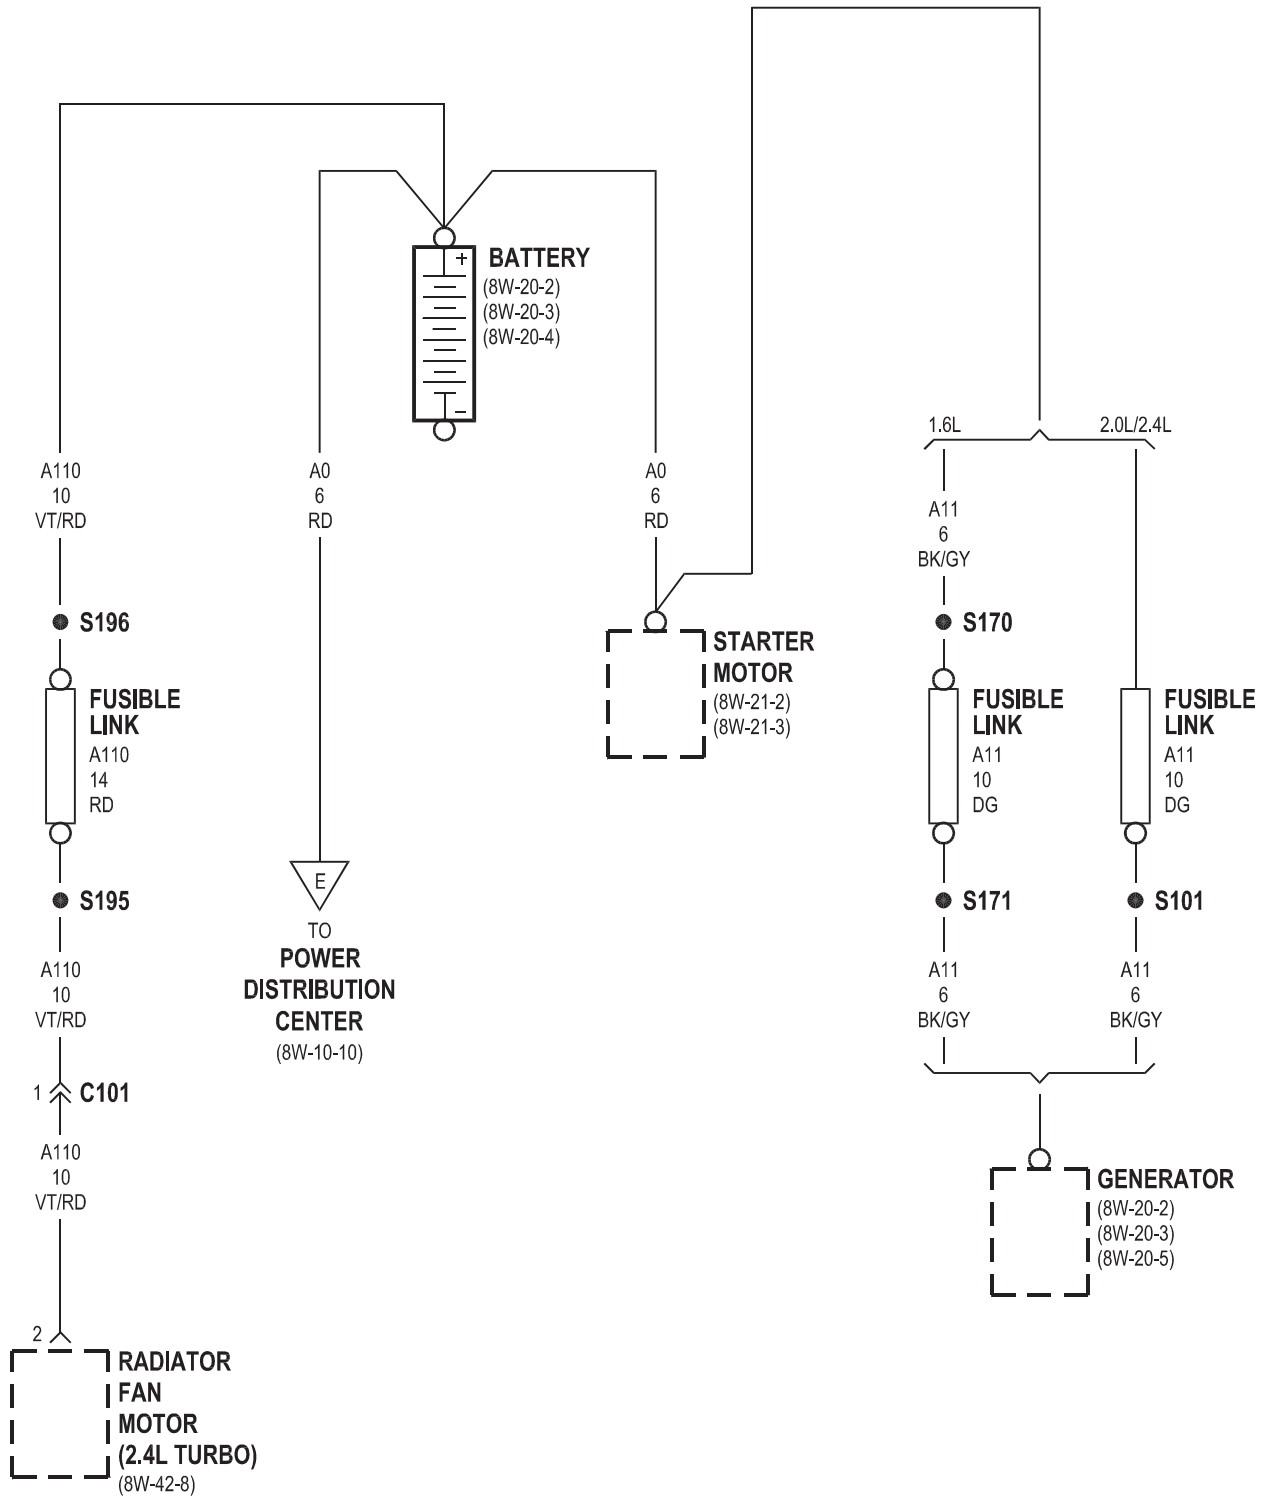 BATTERY
+
(8W-20-2)
(8W-20-3)
(8W-20-4)
–
1.6L
2.0L/2.4L
A110
10
VT/RD
A0
6
RD
A0
6
RD
A11
6
BK/GY
S196
S170
STARTER
MOTOR
(8W-21-2)
(8W-21-3)
FUSIBLE
LINK
A110
14
RD
FUSIBLE
LINK
A11
10
DG
FUSIBLE
LINK
A11
10
DG
E
S195
S171
S101
TO
POWER
DISTRIBUTION
CENTER
(8W-10-10)
A110
10
VT/RD
A11
6
BK/GY
A11
6
BK/GY
1
C101
A110
10
VT/RD
GENERATOR
(8W-20-2)
(8W-20-3)
(8W-20-5)
2
RADIATOR
FAN
MOTOR
(2.4L TURBO)
(8W-42-8)